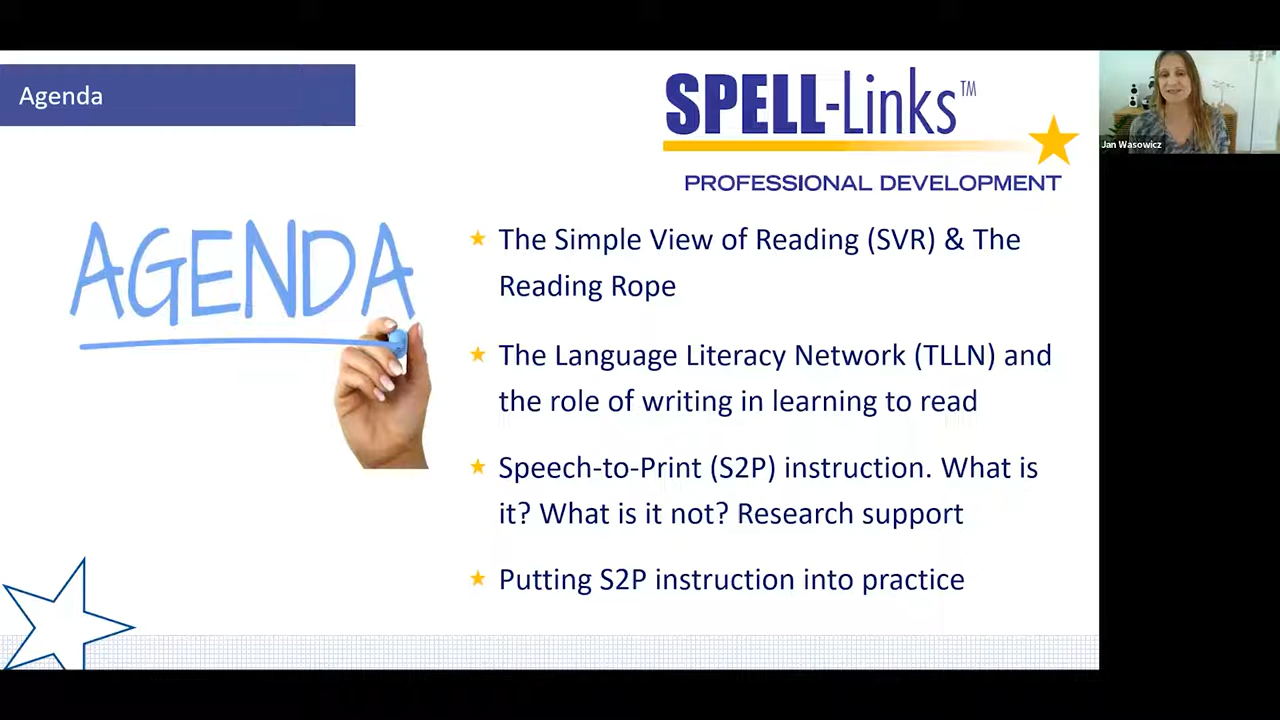 Agenda
SPELL-Links™
PROFESSIONAL DEVELOPMENT
Jan Wasowicz
AGENDA
The Simple View of Reading (SVR) & The
Reading Rope
The Language Literacy Network (TLLN) and
the role of writing in learning to read
Speech-to-Print (S2P) instruction. What is
it? What is it not? Research support
Putting S2P instruction into practice